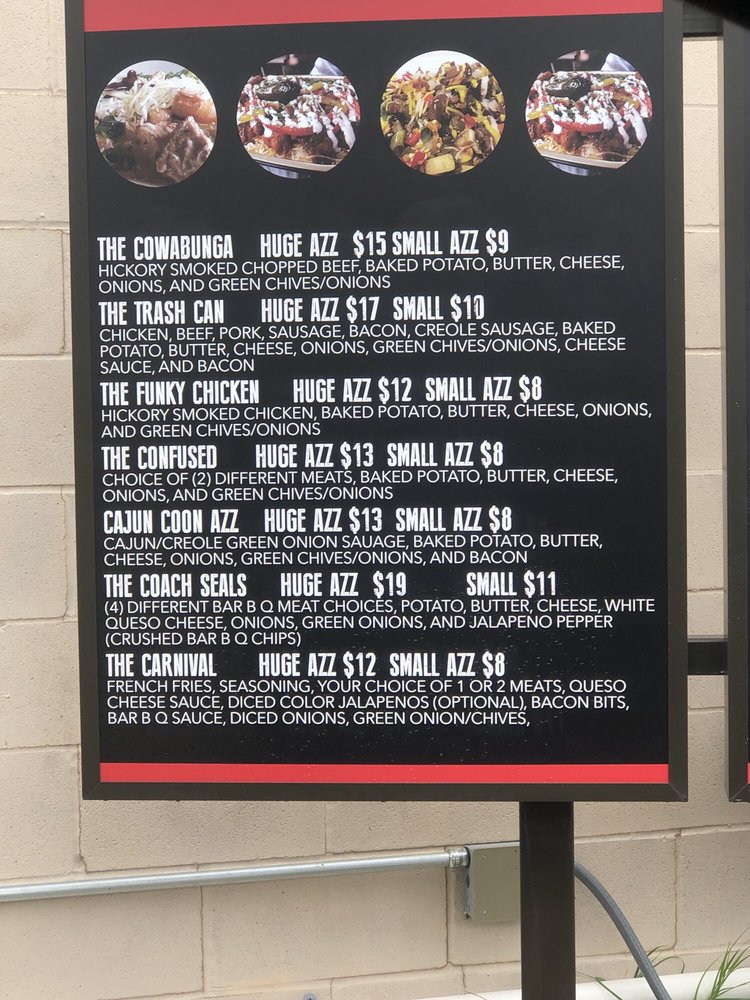 THE COWABUNGA HUGE AZZ $15 SMALL AZZ $9
HICKORY SMOKED CHOPPED BEEF, BAKED POTATO, BUTTER, CHEESE,
ONIONS, AND GREEN CHIVES/ONIONS
THE TRASH CAN HUGE AZZ $17 SMALL $10
CHICKEN, BEEF, PORK, SAUSAGE, BACON, CREOLE SAUSAGE, BAKED
POTATO, BUTTER, CHEESE, ONIONS, GREEN CHIVES/ONIONS, CHEESE
SAUCE, AND BACON
THE FUNKY CHICKEN HUGE AZZ $12 SMALL AZZ $8
HICKORY SMOKED CHICKEN, BAKED POTATO, BUTTER, CHEESE, ONIONS,
AND GREEN CHIVES/ONIONS
THE CONFUSED HUGE AZZ $13 SMALL AZZ $8
CHOICE OF (2) DIFFERENT MEATS, BAKED POTATO, BUTTER, CHEESE,
ONIONS, AND GREEN CHIVES/ONIONS
CAJUN COON AZZ HUGE AZZ $13 SMALL AZZ $8
CAJUN/CREOLE GREEN ONION SAUAGE, BAKED POTATO, BUTTER,
CHEESE, ONIONS, GREEN CHIVES/ONIONS, AND BACON
THE COACH SEALS HUGE AZZ $19 SMALL $11
(4) DIFFERENT BAR B Q MEAT CHOICES, POTATO, BUTTER, CHEESE, WHITE
QUESO CHEESE, ONIONS, GREEN ONIONS, AND JALAPENO PEPPER
(CRUSHED BAR B Q CHIPS)
THE CARNIVAL HUGE AZZ $12 SMALL AZZ $8
FRENCH FRIES, SEASONING, YOUR CHOICE OF 1 OR 2 MEATS, QUESO
CHEESE SAUCE, DICED COLOR JALAPENOS (OPTIONAL), BACON BITS,
BAR B Q SAUCE, DICED ONIONS, GREEN ONION/CHIVES,